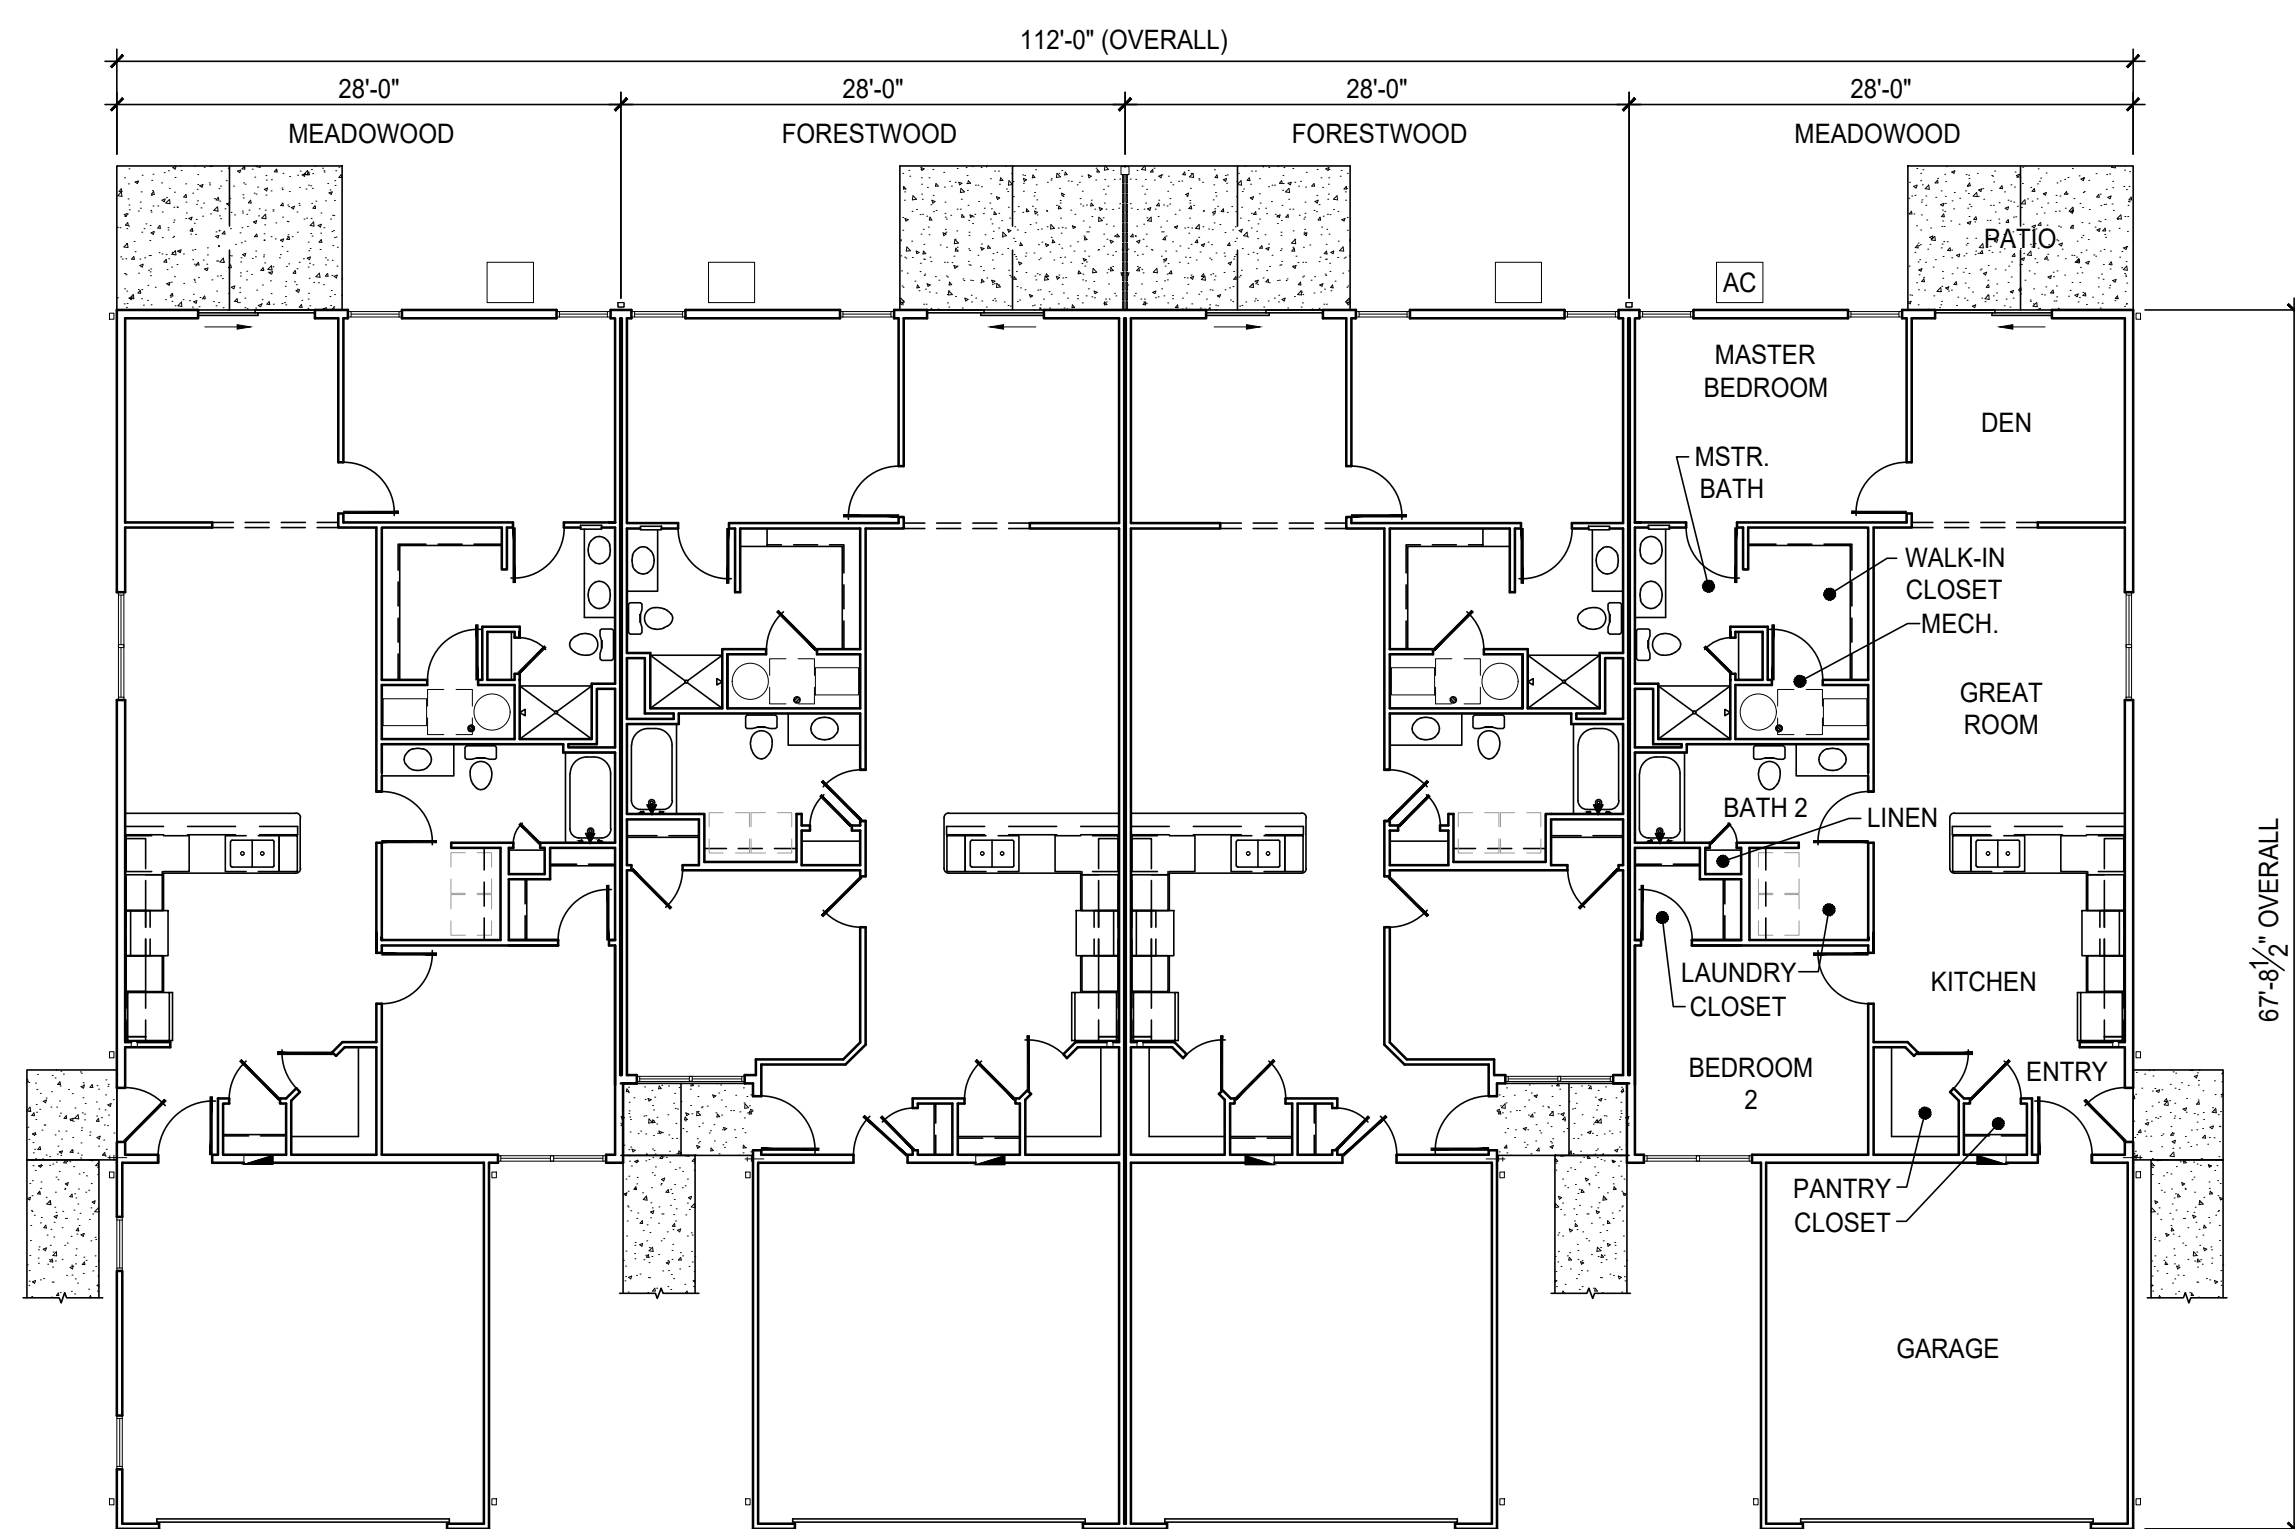 112'-0" (OVERALL)
28'-0"
28'-0"
28'-0"
28'-0"
MEADOWOOD
FORESTWOOD
FORESTWOOD
MEADOWOOD
PATIO
AC
MASTER
BEDROOM
DEN
MSTR.
BATH
WALK-IN
CLOSET
MECH.
GREAT
ROOM
BATH 2
LINEN
LAUNDRY
CLOSET
KITCHEN
BEDROOM
2
ENTRY
PANTRY
CLOSET
GARAGE
67'-8 1/2" OVERALL